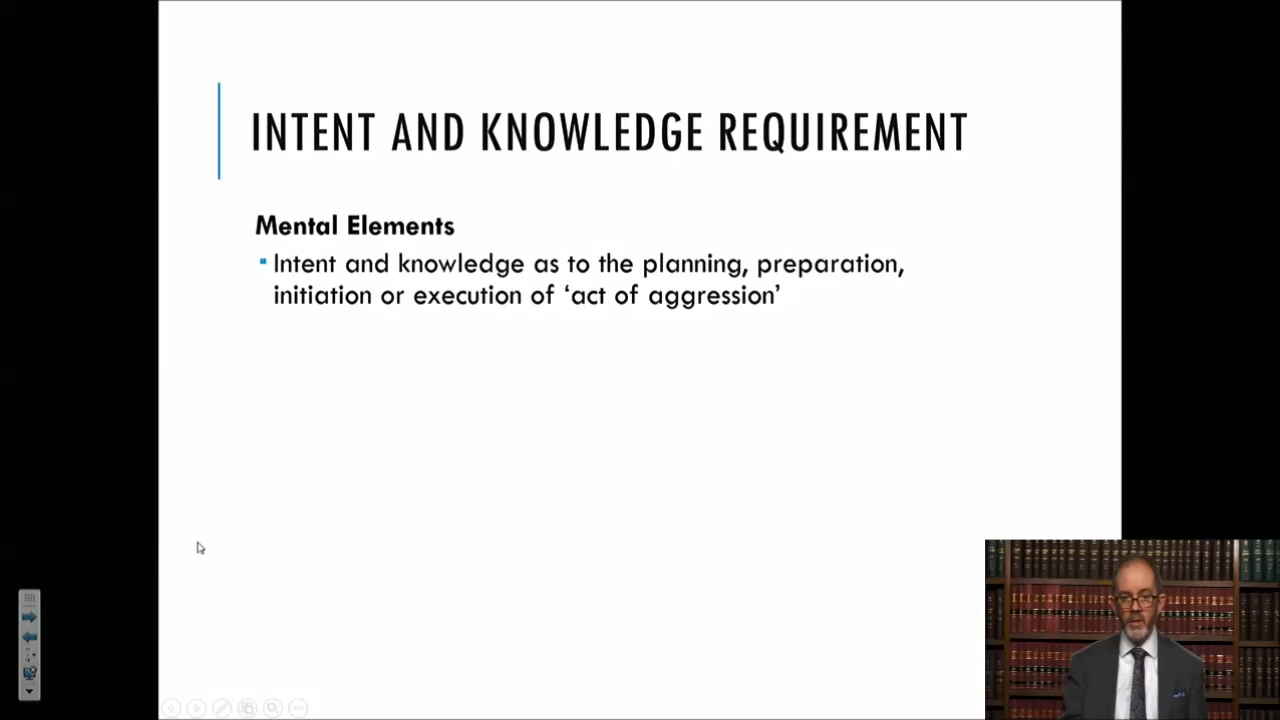 INTENT AND KNOWLEDGE REQUIREMENT
Mental Elements
Intent and knowledge as to the planning, preparation,
initiation or execution of ‘act of aggression’